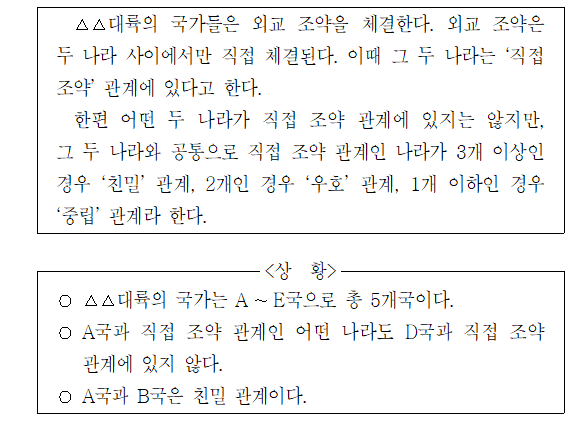 △△대륙의 국가들은 외교 조약을 체결한다. 외교 조약은
두 나라 사이에서만 직접 체결된다. 이때 그 두 나라는 ‘직접
조약’ 관계에 있다고 한다.
한편 어떤 두 나라가 직접 조약 관계에 있지는 않지만,
그 두 나라와 공통으로 직접 조약 관계인 나라가 3개 이상인
경우 ‘친밀’ 관계, 2개인 경우 ‘우호’ 관계, 1개 이하인 경우
‘중립’ 관계라 한다.
<상 황>
○ △△대륙의 국가는 A ~ E국으로 총 5개국이다.
○ A국과 직접 조약 관계인 어떤 나라도 D국과 직접 조약
관계에 있지 않다.
○ A국과 B국은 친밀 관계이다.